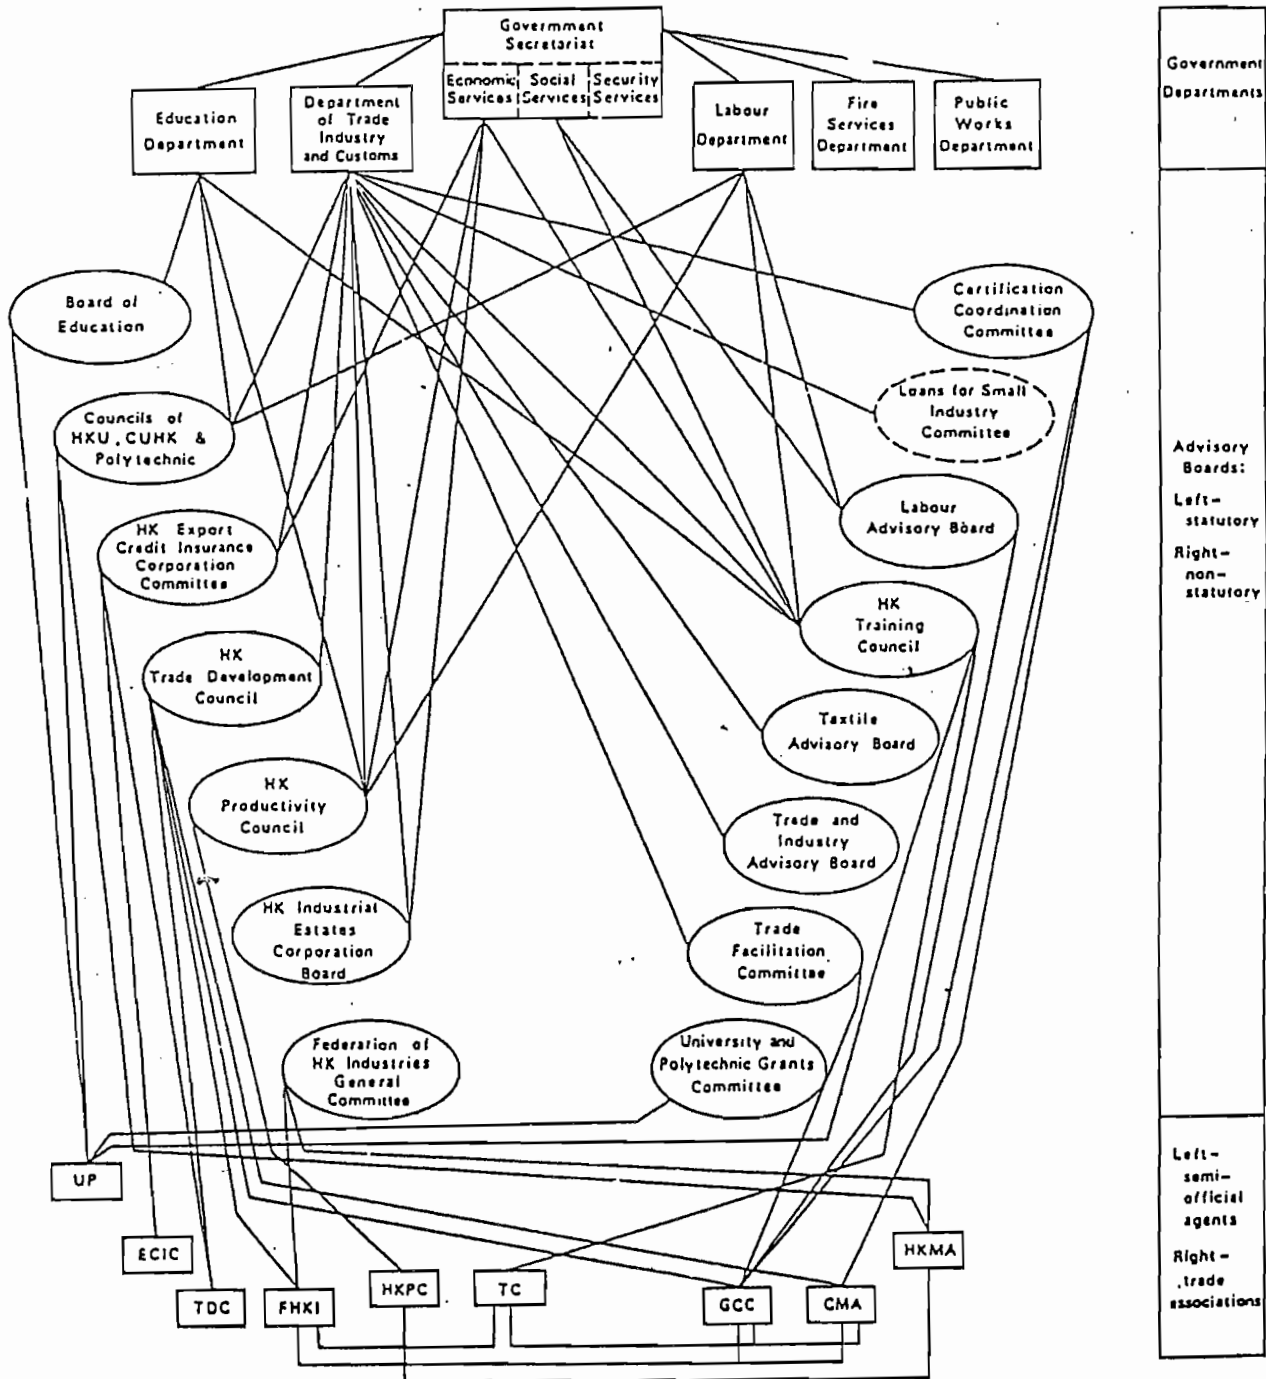 Govermment
Secretariat
Economic
Services
Social
Services
Security
Services
Education
Department
Department
of Trade
Industry
and Customs
Labour
Department
Fire
Services
Department
Public
Works
Department
Government
Departments
Board of
Education
Certification
Coordination
Committee
Loans for Small
Industry
Committee
Councils of
HKU, CUHK &
Polytechnic
Labour
Advisory Board
HK Export
Credit Insurance
Corporation
Committee
HK
Training
Council
HK
Trade Development
Council
Textile
Advisory Board
HK
Productivity
Council
Trade and
Industry
Advisory Board
HK Industrial
Estates
Corporation
Board
Trade
Facilitation
Committee
Federation of
HK Industries
General
Committee
University and
Polytechnic Grants
Committee
Advisory
Boards:
Left-
statutory
Right-
non-
statutory
UP
ECIC
TDC
FHKI
HKPC
TC
GCC
CMA
HKMA
Left-
semi-
official
agents
Right-
trade
associations